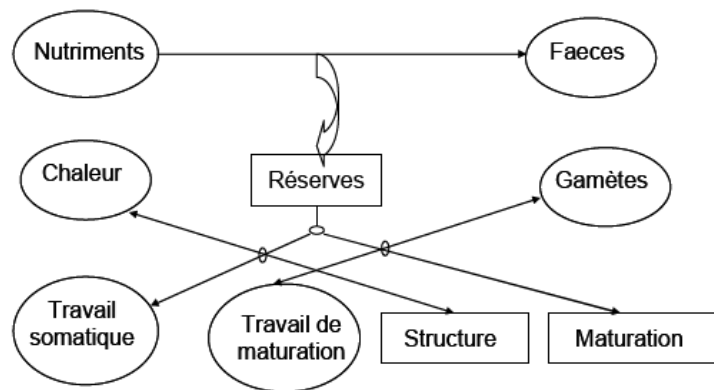 Nutriments
Faeces
Chaleur
Réserves
Gamètes
Travail
somatique
Travail de
maturation
Structure
Maturation